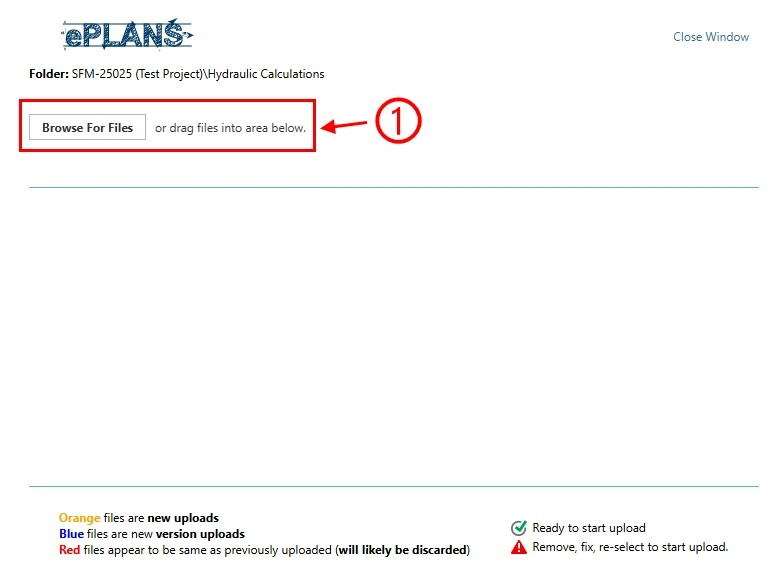 ePLANS
Close Window
Folder: SFM-25025 (Test Project)\Hydraulic Calculations
Browse For Files or drag files into area below.
1
Orange files are new uploads
Blue files are new version uploads
Red files appear to be same as previously uploaded (will likely be discarded)
Ready to start upload
Remove, fix, re-select to start upload.